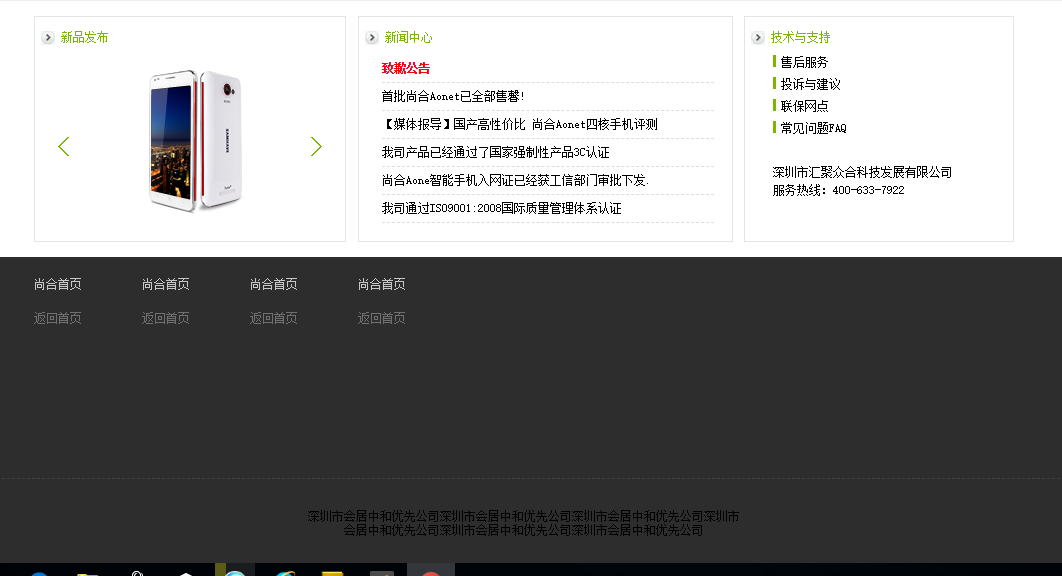 新品发布
新闻中心
致歉公告
首批尚合Aonet已全部售馨!
【媒体报导】国产高性价比 尚合Aonet四核手机评测
我司产品已经通过了国家强制性产品3C认证
尚合Aone智能手机入网证已经获工信部门审批下发.
我司通过ISO9001:2008国际质量管理体系认证
技术与支持
售后服务
投诉与建议
联保网点
常见问题FAQ
深圳市汇聚众合科技发展有限公司
服务热线: 400-633-7922
尚合首页 尚合首页 尚合首页 尚合首页
返回首页 返回首页 返回首页 返回首页
深圳市会居中和优先公司深圳市会居中和优先公司深圳市会居中和优先公司深圳市
会居中和优先公司深圳市会居中和优先公司深圳市会居中和优先公司